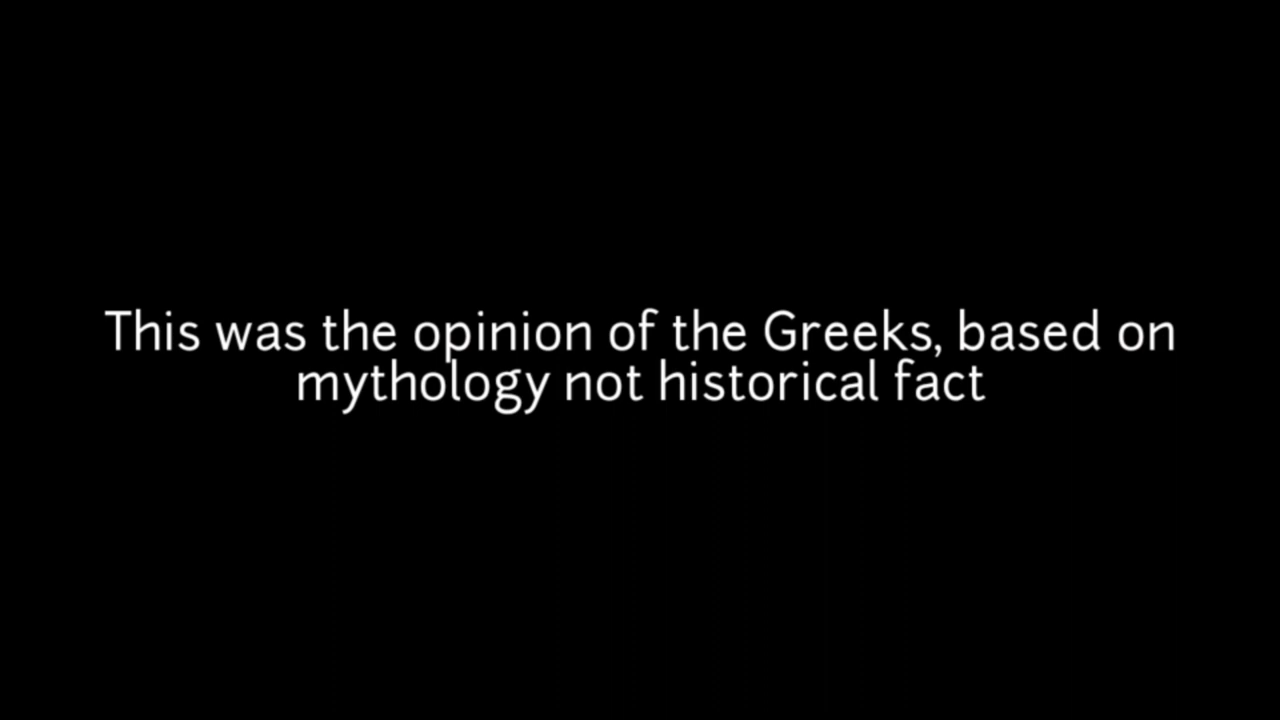 This was the opinion of the Greeks, based on
mythology not historical fact